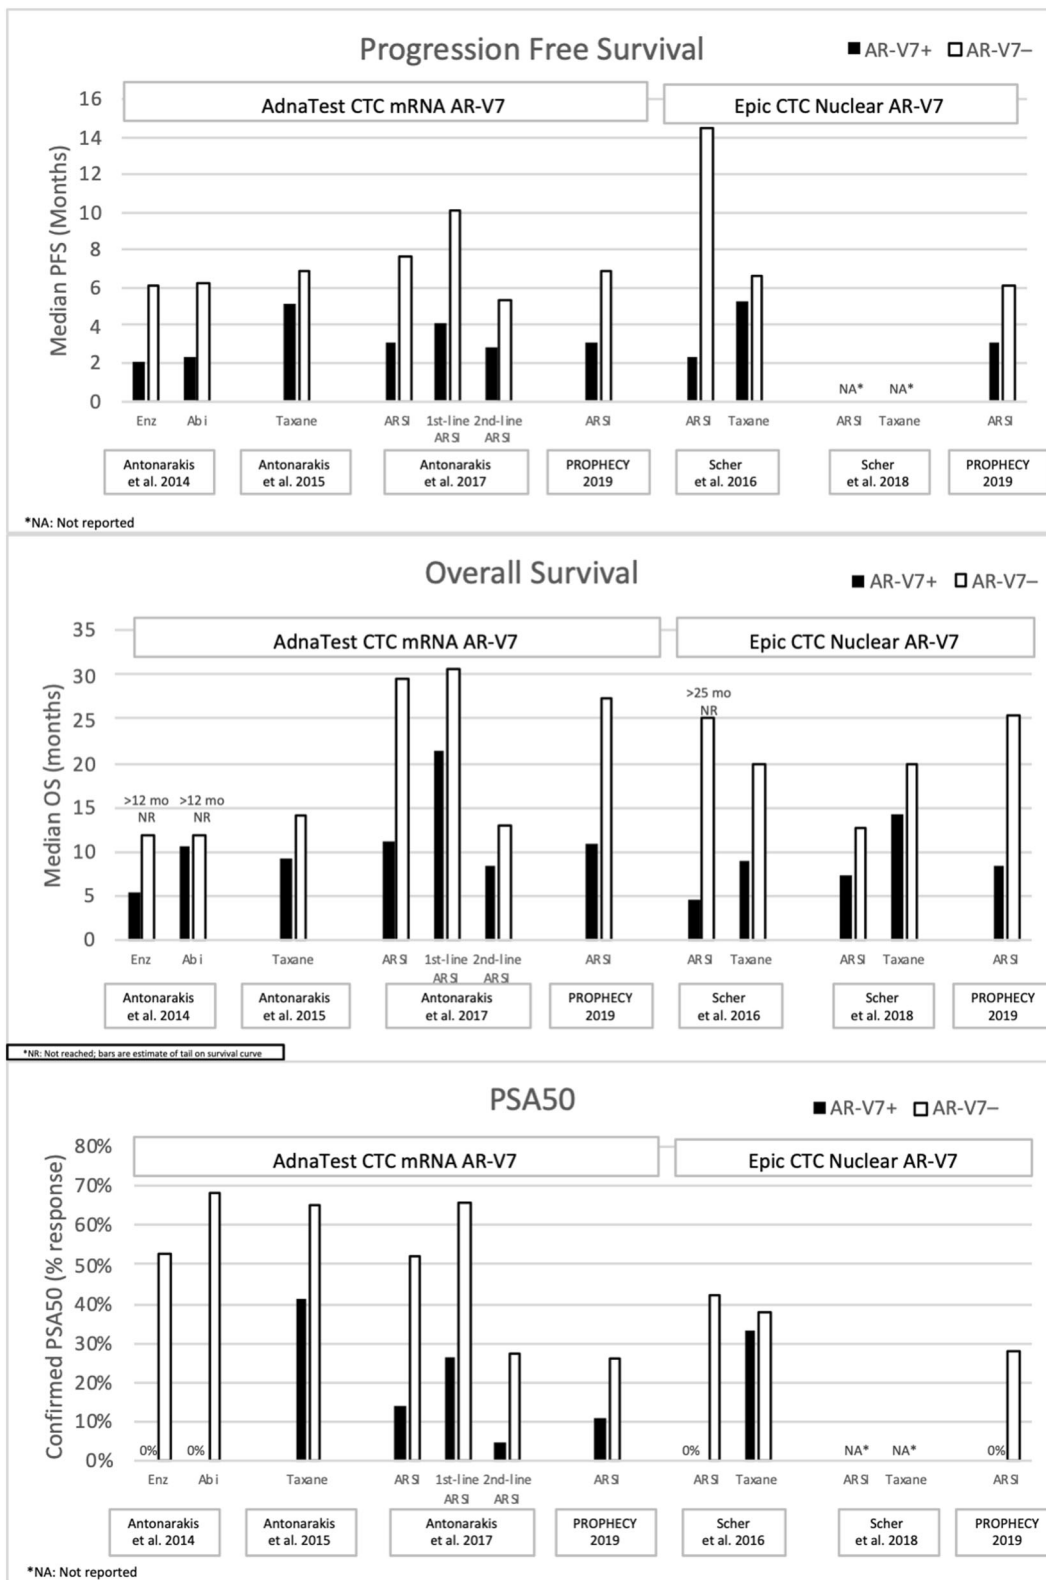 Progression Free Survival
AR-V7+ AR-V7–
AdnaTest CTC mRNA AR-V7
Epic CTC Nuclear AR-V7
Median PFS (Months)
16
14
12
10
8
6
4
2
0
Enz Abi Taxane ARSI 1st-line 2nd-line ARSI ARSI Taxane ARSI Taxane ARSI
ARSI ARSI
NA* NA*
Antonarakis Antonarakis Antonarakis PROPHECY Scher Scher PROPHECY
et al. 2014 et al. 2015 et al. 2017 2019 et al. 2016 et al. 2018 2019
*NA: Not reported
Overall Survival
AR-V7+ AR-V7–
AdnaTest CTC mRNA AR-V7
Epic CTC Nuclear AR-V7
Median OS (months)
35
30
25
20
15
10
5
0
>12 mo >12 mo >25 mo
NR NR NR
Enz Abi Taxane ARSI 1st-line 2nd-line ARSI ARSI Taxane ARSI Taxane ARSI
ARSI ARSI
Antonarakis Antonarakis Antonarakis PROPHECY Scher Scher PROPHECY
et al. 2014 et al. 2015 et al. 2017 2019 et al. 2016 et al. 2018 2019
*NR: Not reached; bars are estimate of tail on survival curve
PSA50
AR-V7+ AR-V7–
AdnaTest CTC mRNA AR-V7
Epic CTC Nuclear AR-V7
Confirmed PSA50 (% response)
80%
70%
60%
50%
40%
30%
20%
10%
0%
0% 0% 0% NA* NA* 0%
Enz Abi Taxane ARSI 1st-line 2nd-line ARSI ARSI Taxane ARSI Taxane ARSI
ARSI ARSI
Antonarakis Antonarakis Antonarakis PROPHECY Scher Scher PROPHECY
et al. 2014 et al. 2015 et al. 2017 2019 et al. 2016 et al. 2018 2019
*NA: Not reported